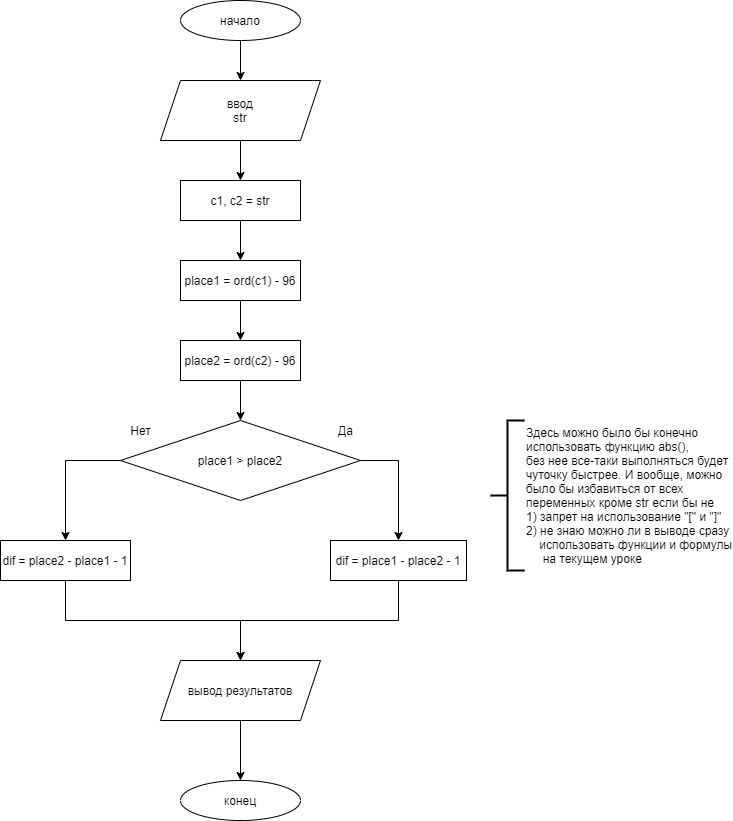 начало
ввод
str
c1, c2 = str
place1 = ord(c1) - 96
place2 = ord(c2) - 96
Нет
Да
place1 > place2
dif = place2 - place1 - 1
dif = place1 - place2 - 1
Здесь можно было бы конечно
использовать функцию abs(),
без нее все-таки выполняться будет
чуточку быстрее. И вообще, можно
было бы избавиться от всех
переменных кроме str если бы не
1) запрет на использование "[" и "]"
2) не знаю можно ли в выводе сразу
использовать функции и формулы
на текущем уроке
вывод результатов
конец